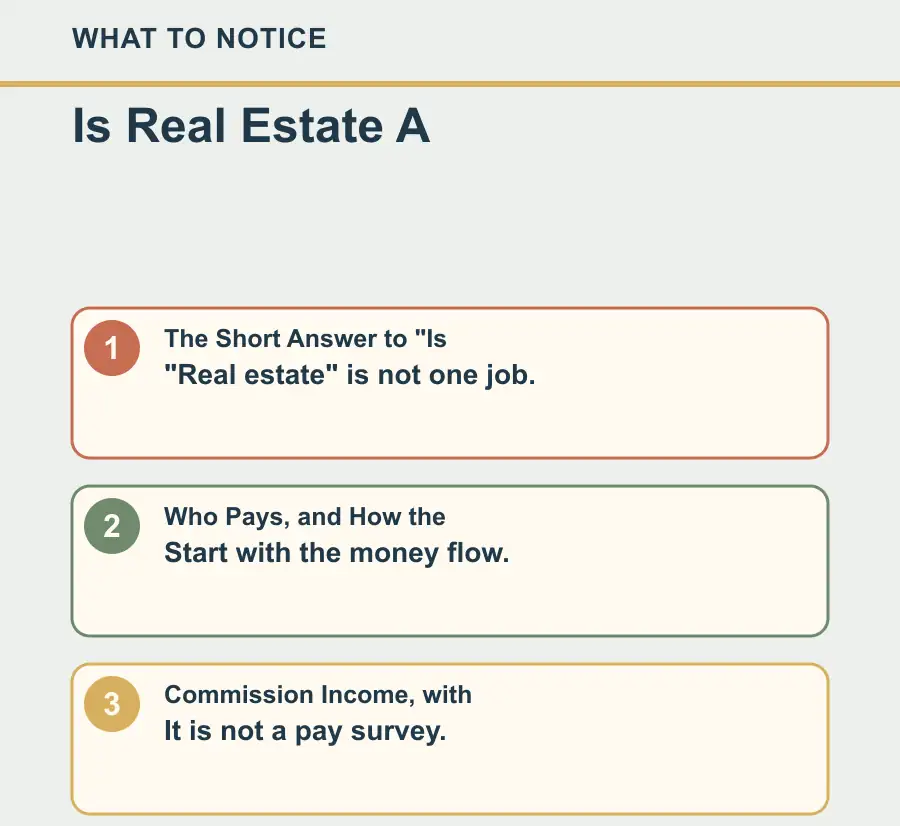 WHAT TO NOTICE
Is Real Estate A
1
The Short Answer to "Is
"Real estate" is not one job.
2
Who Pays, and How the
Start with the money flow.
3
Commission Income, with
It is not a pay survey.